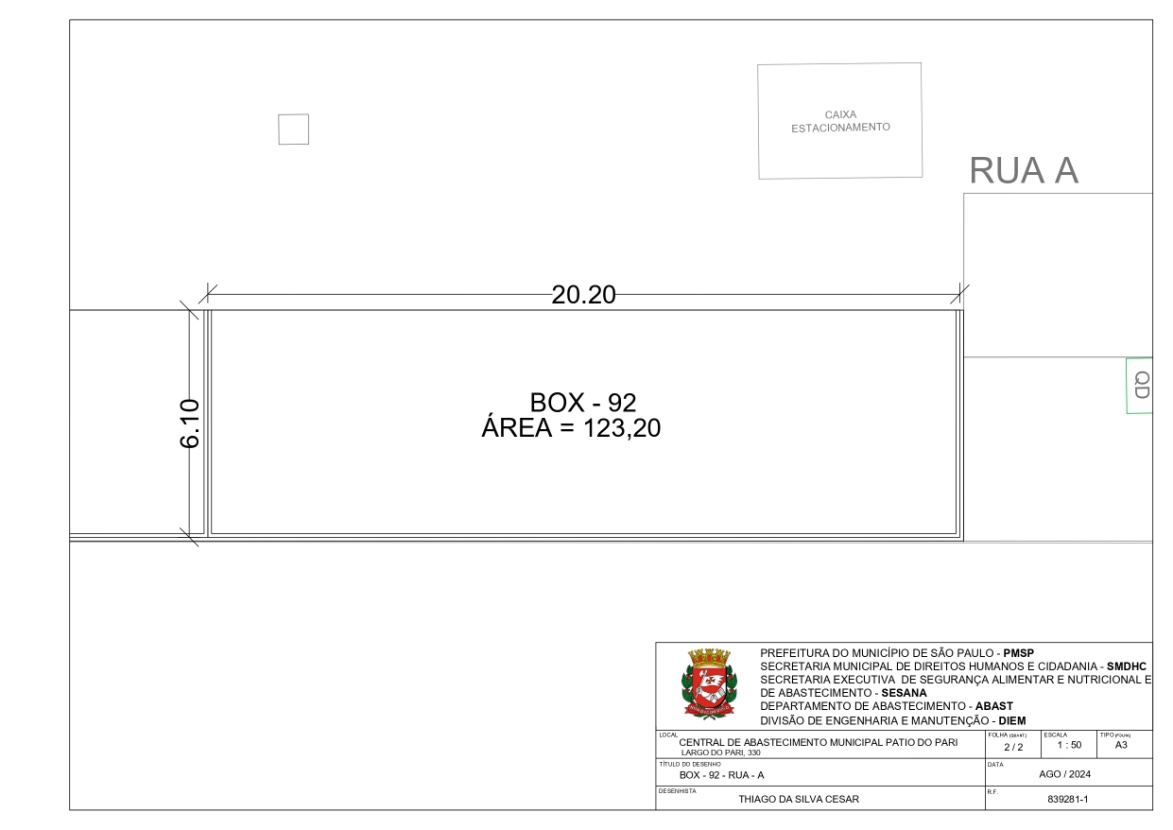 CAIXA
ESTACIONAMENTO
RUA A
20.20
6.10
BOX - 92
ÁREA = 123,20
QD
PREFEITURA DO MUNICÍPIO DE SÃO PAULO - PMSP
SECRETARIA MUNICIPAL DE DIREITOS HUMANOS E CIDADANIA - SMDHC
SECRETARIA EXECUTIVA DE SEGURANÇA ALIMENTAR E NUTRICIONAL E
DE ABASTECIMENTO - SESANA
DEPARTAMENTO DE ABASTECIMENTO - ABAST
DIVISÃO DE ENGENHARIA E MANUTENÇÃO - DIEM
LOCAL
CENTRAL DE ABASTECIMENTO MUNICIPAL PATIO DO PARI
LARGO DO PARI, 330
FOLHA
2 / 2
ESCALA
1 : 50
TIPO (FOLHA)
A3
TÍTULO DO DESENHO
BOX - 92 - RUA - A
DATA
AGO / 2024
DESENHISTA
THIAGO DA SILVA CESAR
R.F.
839281-1